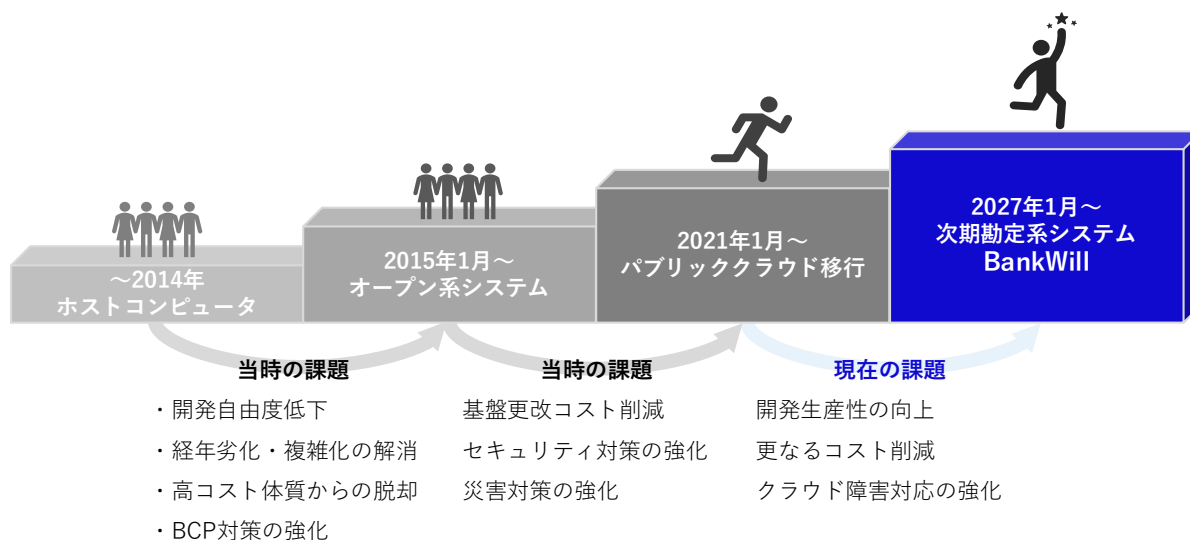 ～2014年
ホストコンピュータ
2015年1月～
オープン系システム
2021年1月～
パブリッククラウド移行
2027年1月～
次期勘定系システム
BankWill
当時の課題
・開発自由度低下
・経年劣化・複雑化の解消
・高コスト体質からの脱却
・BCP対策の強化
当時の課題
基盤更改コスト削減
セキュリティ対策の強化
災害対策の強化
現在の課題
開発生産性の向上
更なるコスト削減
クラウド障害対応の強化